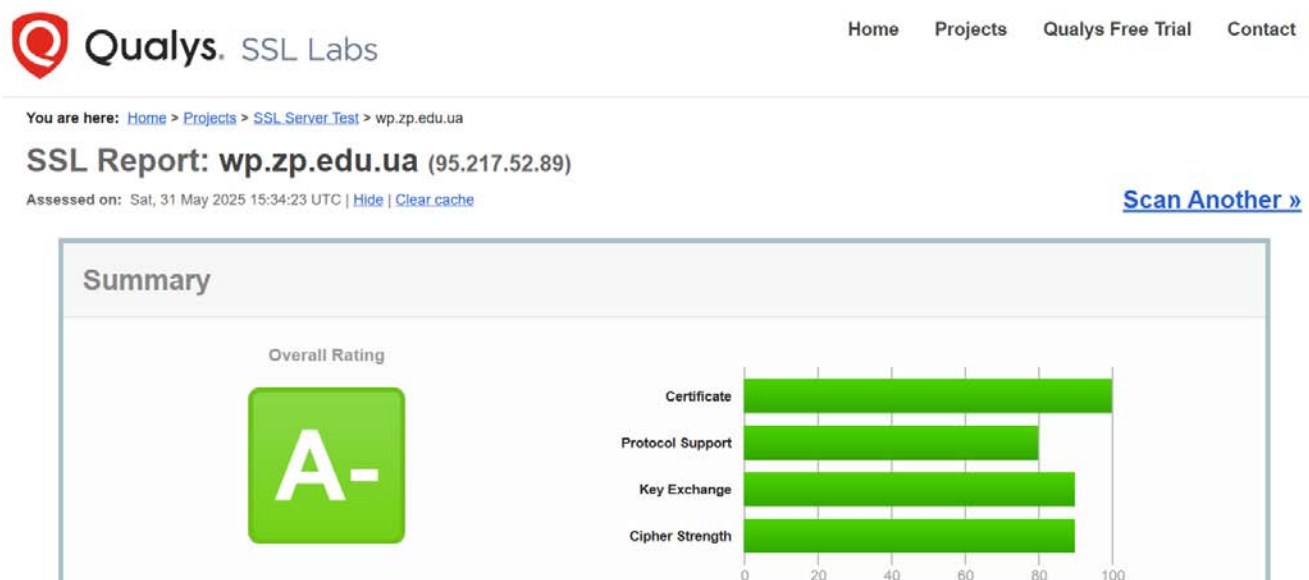 Qualys. SSL Labs
Home Projects Qualys Free Trial Contact
You are here: Home > Projects > SSL Server Test > wp.zp.edu.ua
SSL Report: wp.zp.edu.ua (95.217.52.89)
Assessed on: Sat, 31 May 2025 15:34:23 UTC | Hide | Clear cache
Scan Another »
Summary
Overall Rating
A-
Certificate
Protocol Support
Key Exchange
Cipher Strength
0 20 40 60 80 100